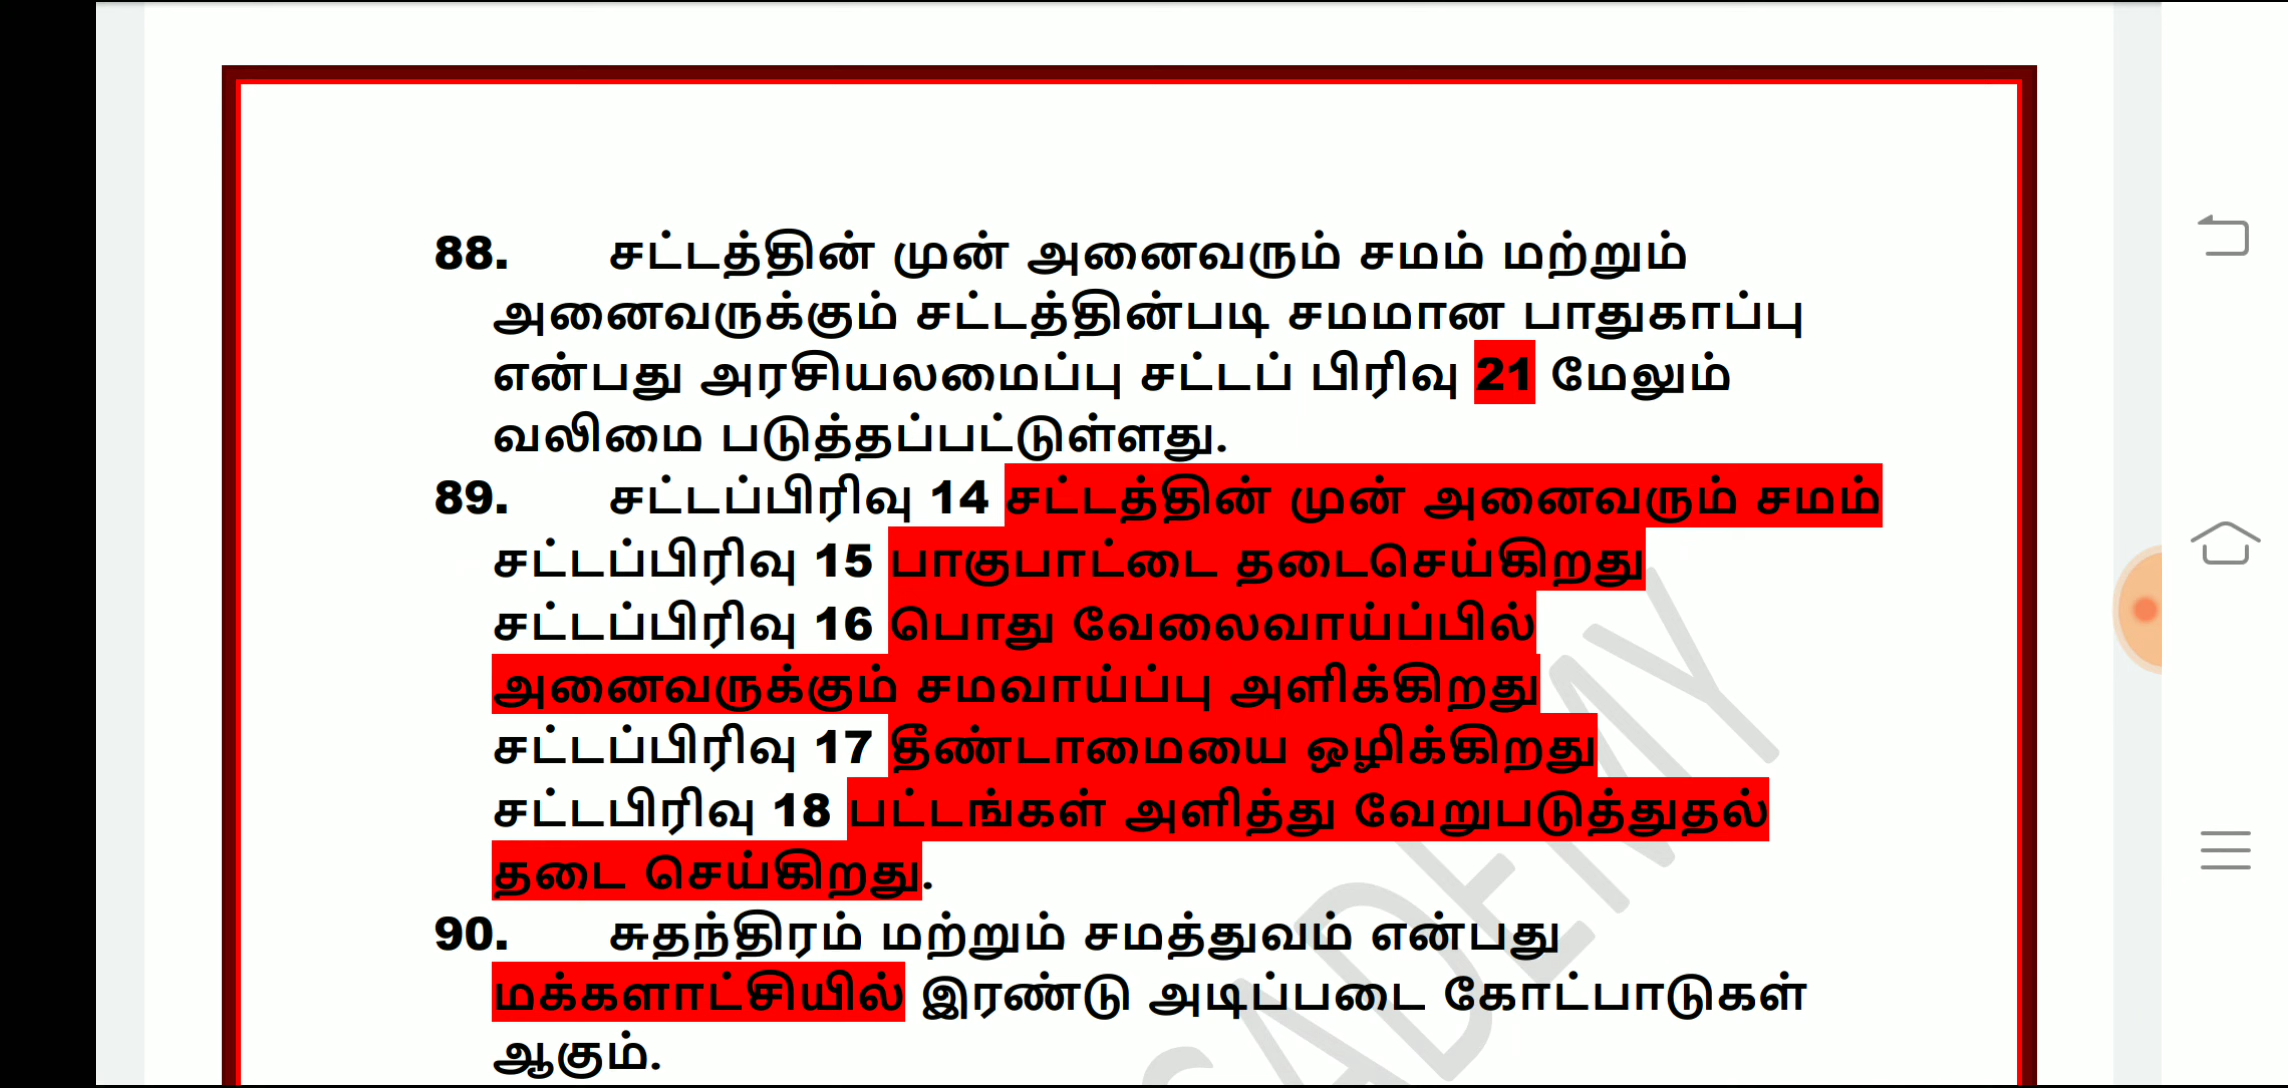 88. சட்டத்தின் முன் அனைவரும் சமம் மற்றும்
அனைவருக்கும் சட்டத்தின்படி சமமான பாதுகாப்பு
என்பது அரசியலமைப்பு சட்டப் பிரிவு 21 மேலும்
வலிமை படுத்தப்பட்டுள்ளது.
89. சட்டப்பிரிவு 14 சட்டத்தின் முன் அனைவரும் சமம்
சட்டப்பிரிவு 15 பாகுபாட்டை தடைசெய்கிறது
சட்டப்பிரிவு 16 பொது வேலைவாய்ப்பில்
அனைவருக்கும் சமவாய்ப்பு அளிக்கிறது
சட்டப்பிரிவு 17 தீண்டாமையை ஒழிக்கிறது
சட்டபிரிவு 18 பட்டங்கள் அளித்து வேறுபடுத்துதல்
தடை செய்கிறது.
90. சுதந்திரம் மற்றும் சமத்துவம் என்பது
மக்களாட்சியில் இரண்டு அடிப்படை கோட்பாடுகள்
ஆகும்.
CADEMY